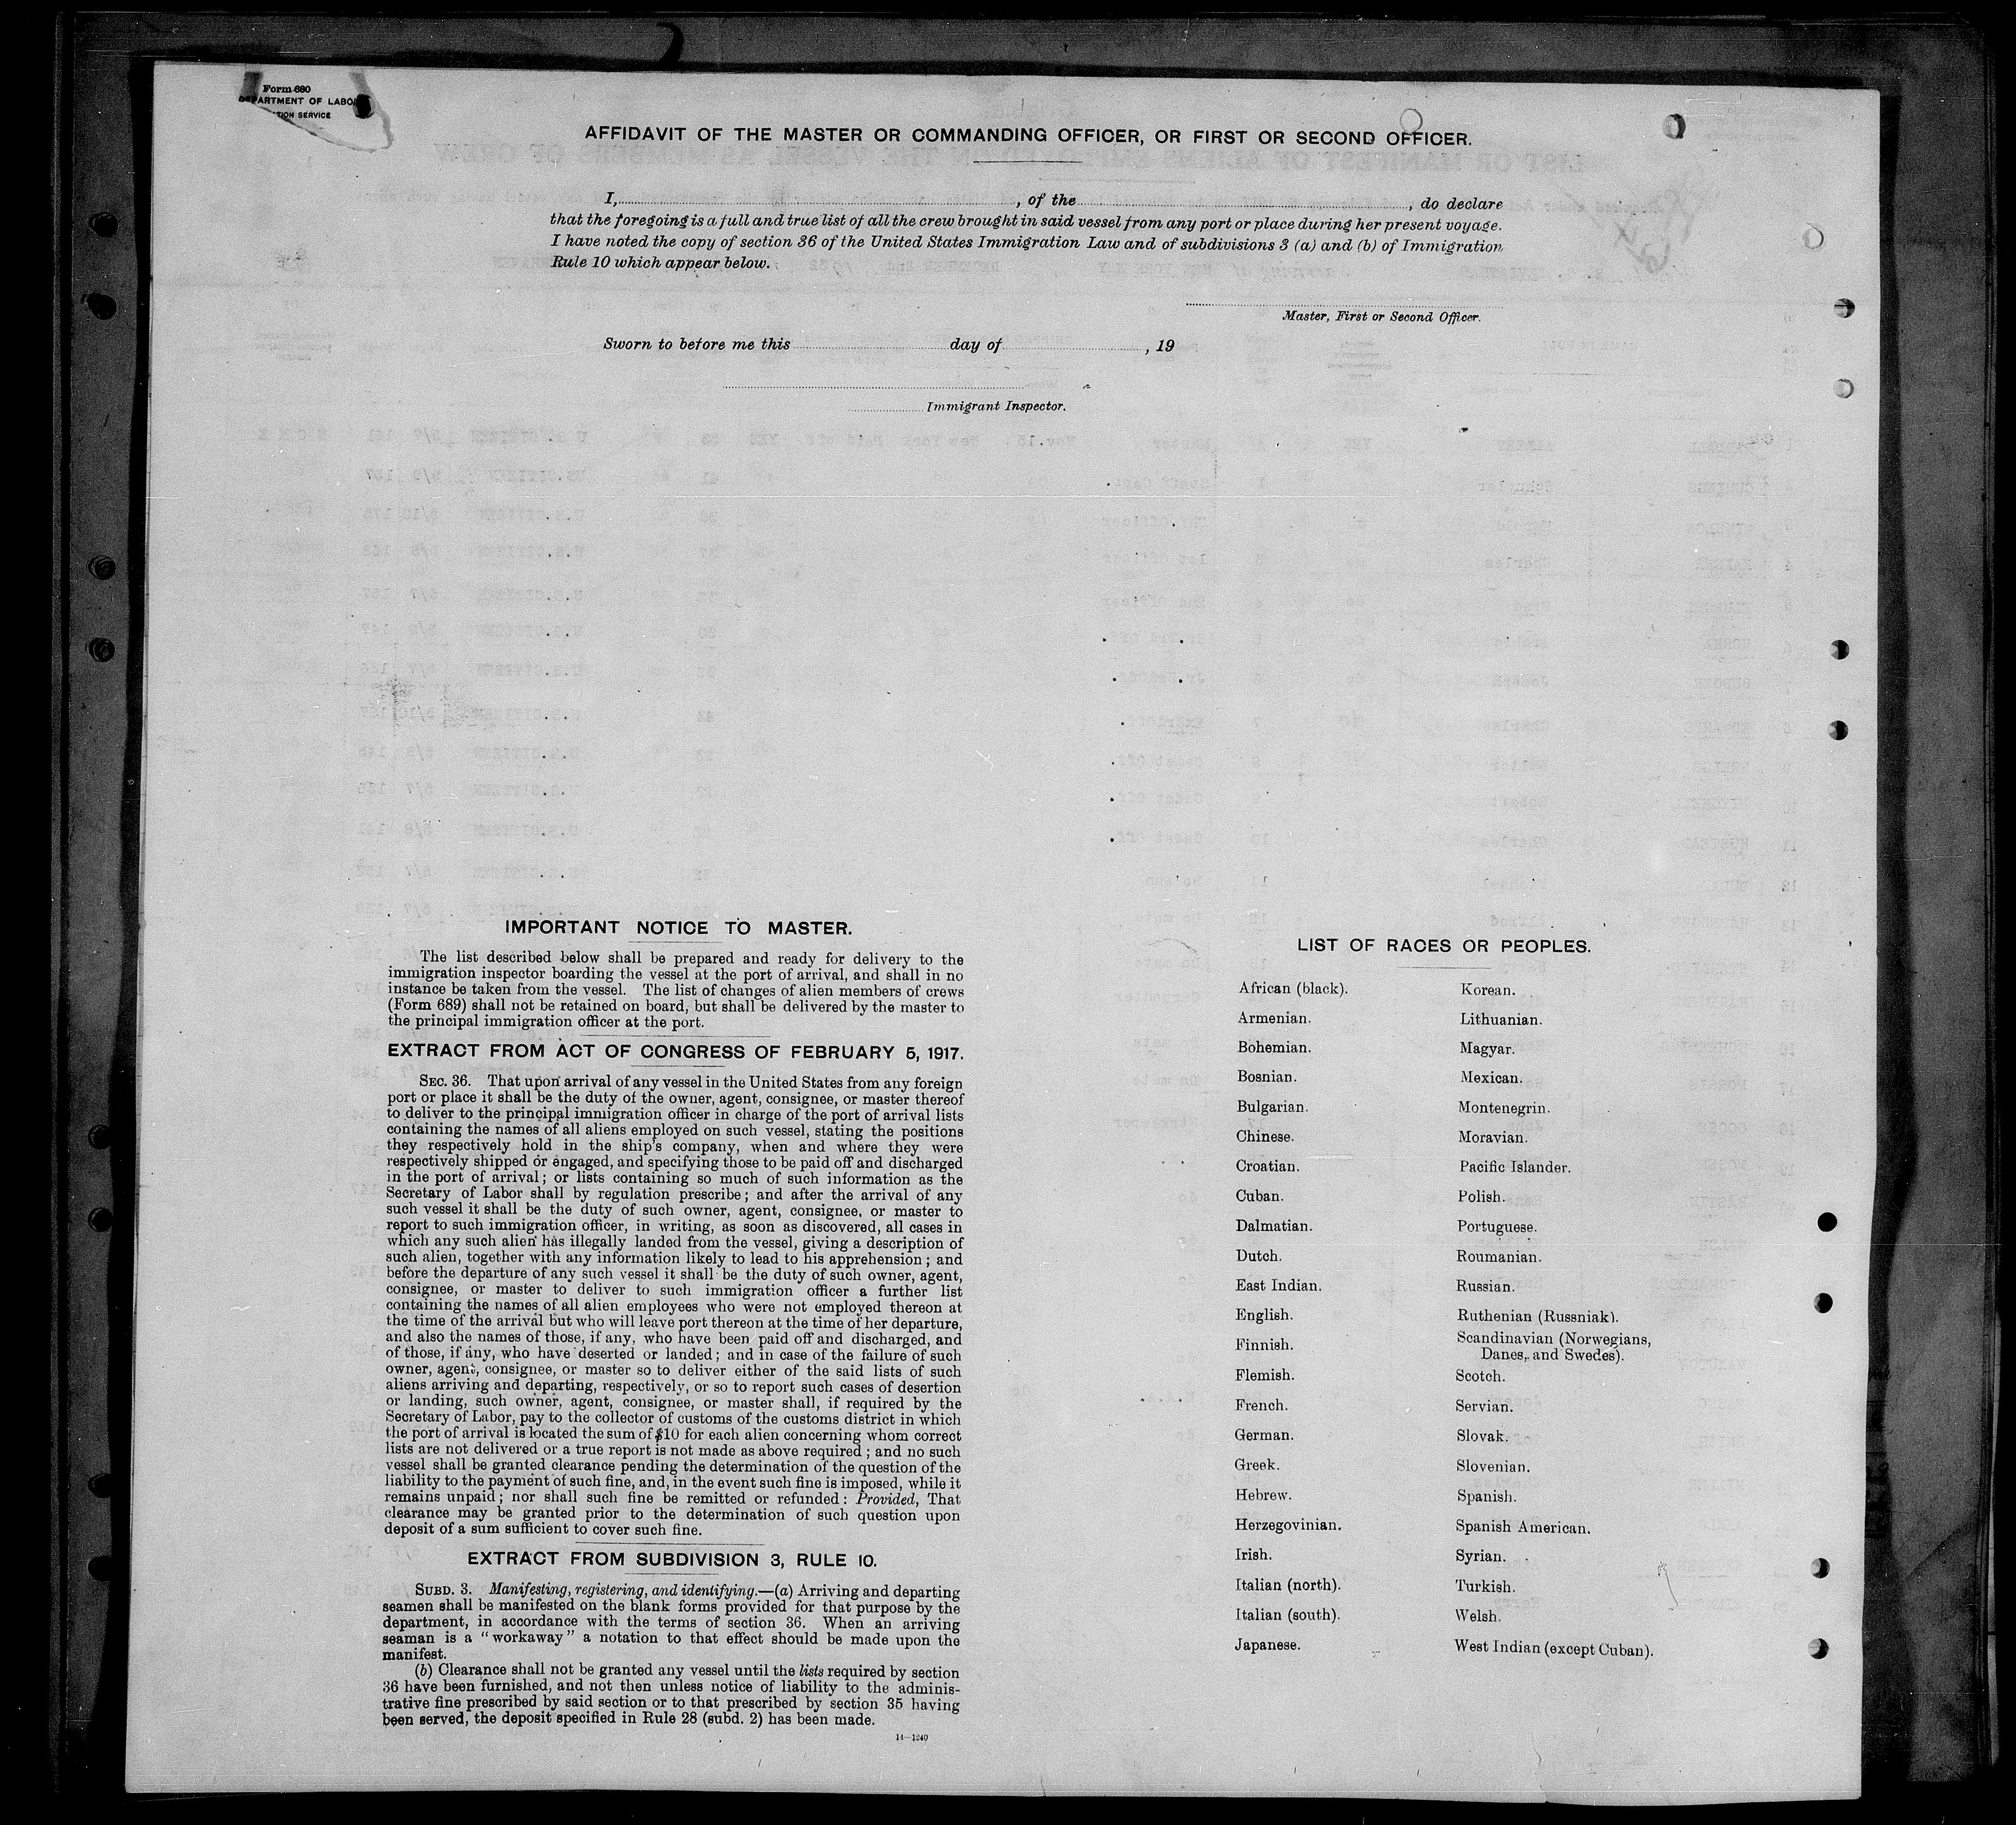 Form 680
DEPARTMENT OF LABOR
TION SERVICE
AFFIDAVIT OF THE MASTER OR COMMANDING OFFICER, OR FIRST OR SECOND OFFICER.
I, , of the , do declare
that the foregoing is a full and true list of all the crew brought in said vessel from any port or place during her present voyage.
I have noted the copy of section 36 of the United States Immigration Law and of subdivisions 3 (a) and (b) of Immigration
Rule 10 which appear below.
Master, First or Second Officer.
Sworn to before me this day of , 19
Immigrant Inspector.
IMPORTANT NOTICE TO MASTER.
The list described below shall be prepared and ready for delivery to the
immigration inspector boarding the vessel at the port of arrival, and shall in no
instance be taken from the vessel. The list of changes of alien members of crews
(Form 689) shall not be retained on board, but shall be delivered by the master to
the principal immigration officer at the port.
EXTRACT FROM ACT OF CONGRESS OF FEBRUARY 5, 1917.
SEC. 36. That upon arrival of any vessel in the United States from any foreign
port or place it shall be the duty of the owner, agent, consignee, or master thereof
to deliver to the principal immigration officer in charge of the port of arrival lists
containing the names of all aliens employed on such vessel, stating the positions
they respectively hold in the ship's company, when and where they were
respectively shipped or engaged, and specifying those to be paid off and discharged
in the port of arrival; or lists containing so much of such information as the
Secretary of Labor shall by regulation prescribe; and after the arrival of any
such vessel it shall be the duty of such owner, agent, consignee, or master to
report to such immigration officer, in writing, as soon as discovered, all cases in
which any such alien has illegally landed from the vessel, giving a description of
such alien, together with any information likely to lead to his apprehension; and
before the departure of any such vessel it shall be the duty of such owner, agent,
consignee, or master to deliver to such immigration officer a further list
containing the names of all alien employees who were not employed thereon at
the time of the arrival but who will leave port thereon at the time of her departure,
and also the names of those, if any, who have been paid off and discharged, and
of those, if any, who have deserted or landed; and in case of the failure of such
owner, agent, consignee, or master so to deliver either of the said lists of such
aliens arriving and departing, respectively, or so to report such cases of desertion
or landing, such owner, agent, consignee, or master shall, if required by the
Secretary of Labor, pay to the collector of customs of the customs district in which
the port of arrival is located the sum of $10 for each alien concerning whom correct
lists are not delivered or a true report is not made as above required; and no such
vessel shall be granted clearance pending the determination of the question of the
liability to the payment of such fine, and, in the event such fine is imposed, while it
remains unpaid; nor shall such fine be remitted or refunded: Provided, That
clearance may be granted prior to the determination of such question upon
deposit of a sum sufficient to cover such fine.
EXTRACT FROM SUBDIVISION 3, RULE 10.
SUBD. 3. Manifesting, registering, and identifying.—(a) Arriving and departing
seamen shall be manifested on the blank forms provided for that purpose by the
department, in accordance with the terms of section 36. When an arriving
seaman is a "workaway" a notation to that effect should be made upon the
manifest.
(b) Clearance shall not be granted any vessel until the lists required by section
36 have been furnished, and not then unless notice of liability to the adminis-
trative fine prescribed by said section or to that prescribed by section 35 having
been served, the deposit specified in Rule 28 (subd. 2) has been made.
14—1240
LIST OF RACES OR PEOPLES.
African (black).
Armenian.
Bohemian.
Bosnian.
Bulgarian.
Chinese.
Croatian.
Cuban.
Dalmatian.
Dutch.
East Indian.
English.
Finnish.
Flemish.
French.
German.
Greek.
Hebrew.
Herzegovinian.
Irish.
Italian (north).
Italian (south).
Japanese.
Korean.
Lithuanian.
Magyar.
Mexican.
Montenegrin.
Moravian.
Pacific Islander.
Polish.
Portuguese.
Roumanian.
Russian.
Ruthenian (Russniak).
Scandinavian (Norwegians,
Danes, and Swedes).
Scotch.
Servian.
Slovak.
Slovenian.
Spanish.
Spanish American.
Syrian.
Turkish.
Welsh.
West Indian (except Cuban).